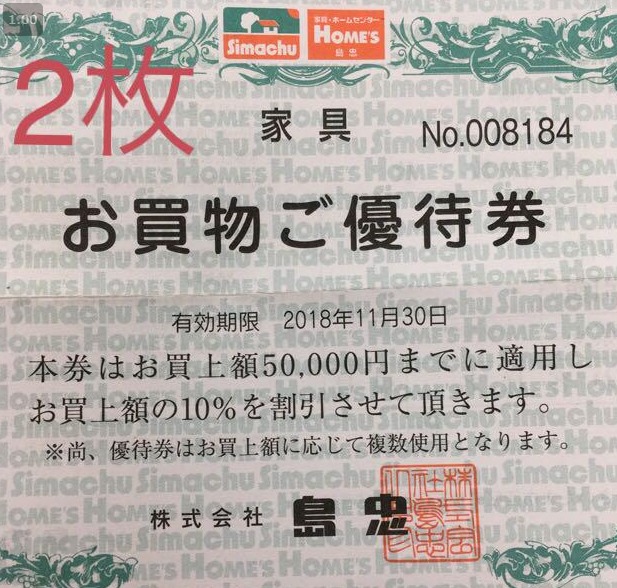 1:00
Simachu
家具・ホームセンター
HOME'S
島忠
2枚
家具
No.008184
お買物ご優待券
有効期限 2018年11月30日
本券はお買上額50,000円までに適用し
お買上額の10%を割引させて頂きます。
※尚、優待券はお買上額に応じて複数使用となります。
株式会社 島忠